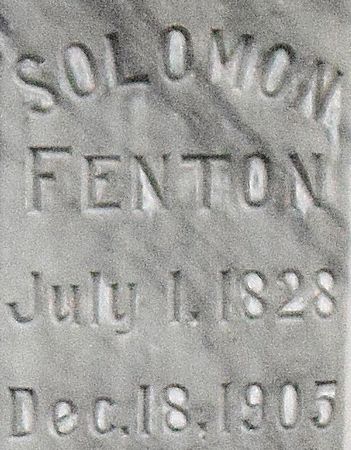 SOLOMON
FENTON
July 1, 1828
Dec. 18, 1905